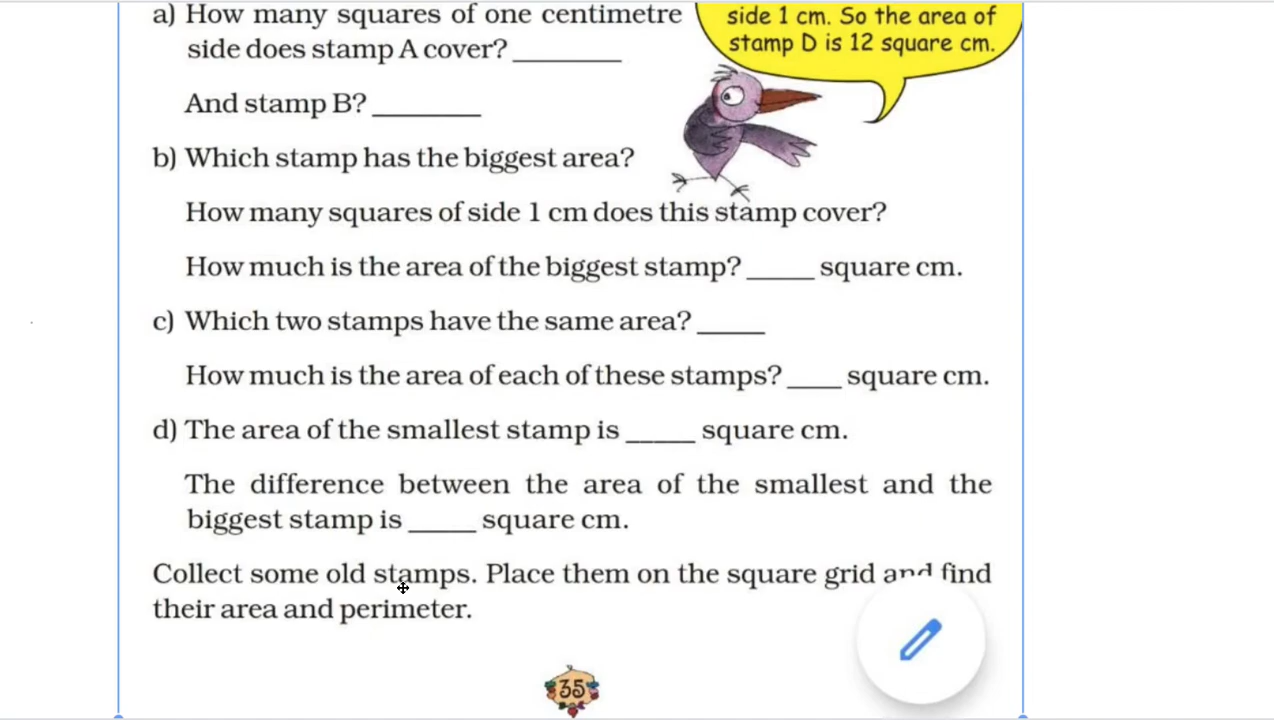 a) How many squares of one centimetre
side does stamp A cover? ________
And stamp B? ________
side 1 cm. So the area of
stamp D is 12 square cm.
b) Which stamp has the biggest area?
How many squares of side 1 cm does this stamp cover?
How much is the area of the biggest stamp? _____ square cm.
c) Which two stamps have the same area? _____
How much is the area of each of these stamps? ____ square cm.
d) The area of the smallest stamp is _____ square cm.
The difference between the area of the smallest and the
biggest stamp is _____ square cm.
Collect some old stamps. Place them on the square grid and find
their area and perimeter.
35